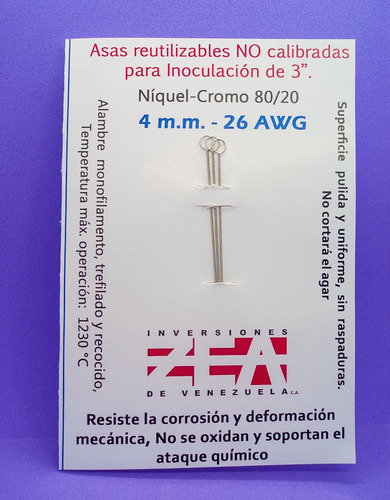 Asas reutilizables NO calibradas
para Inoculación de 3”.
Níquel-Cromo 80/20
4 m.m. - 26 AWG
Alambre monofilamento, trefilado y recocido,
Temperatura máx. operación: 1230 °C
Superficie pulida y uniforme, sin raspaduras.
No cortará el agar
INVERSIONES
ZEA
DE VENEZUELA C.A.
Resiste la corrosión y deformación
mecánica, No se oxidan y soportan el
ataque químico